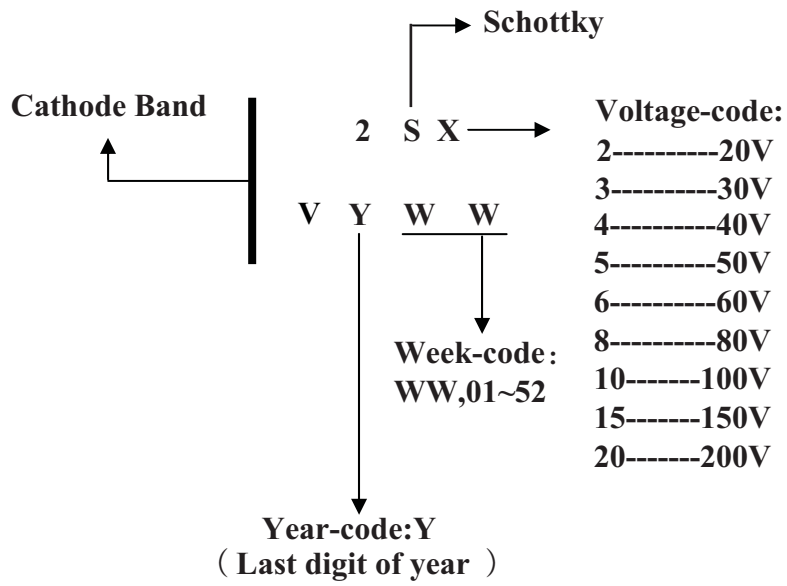 Schottky
Cathode Band
2 S X
V Y W W
Voltage-code:
2----------20V
3----------30V
4----------40V
5----------50V
6----------60V
8----------80V
10-------100V
15-------150V
20-------200V
Week-code：
WW,01~52
Year-code:Y
（ Last digit of year ）